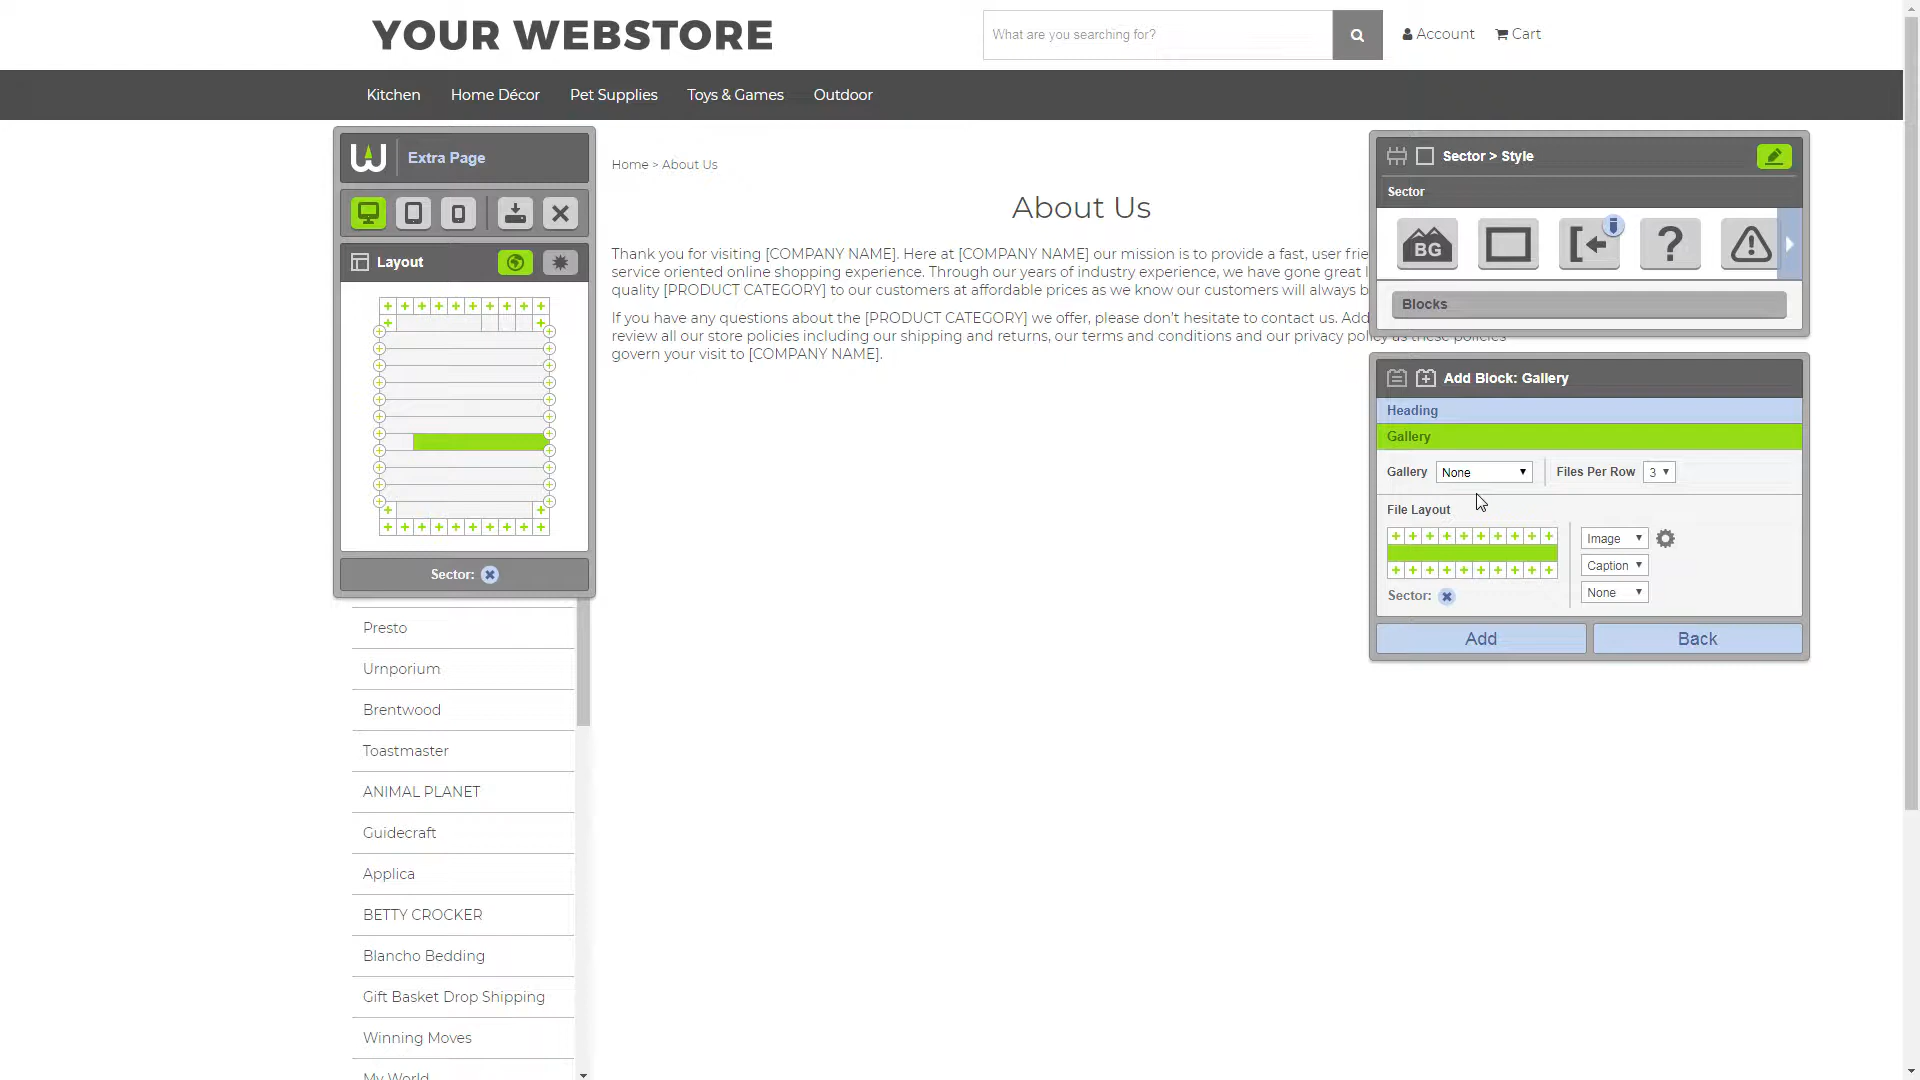 YOUR WEBSTORE
What are you searching for?
Account
Cart
Kitchen
Home Décor
Pet Supplies
Toys & Games
Outdoor
Extra Page
Layout
Sector:
Presto
Urnporium
Brentwood
Toastmaster
ANIMAL PLANET
Guidecraft
Applica
BETTY CROCKER
Blancho Bedding
Gift Basket Drop Shipping
Winning Moves
My World
Home > About Us
About Us
Thank you for visiting [COMPANY NAME]. Here at [COMPANY NAME] our mission is to provide a fast, user frie
service oriented online shopping experience. Through our years of industry experience, we have gone great l
quality [PRODUCT CATEGORY] to our customers at affordable prices as we know our customers will always b
If you have any questions about the [PRODUCT CATEGORY] we offer, please don't hesitate to contact us. Add
review all our store policies including our shipping and returns, our terms and conditions and our privacy policy as these policies
govern your visit to [COMPANY NAME].
Sector > Style
Sector
BG
Blocks
Add Block: Gallery
Heading
Gallery
Gallery
None
Files Per Row
3
File Layout
Image
Caption
None
Sector:
Add
Back